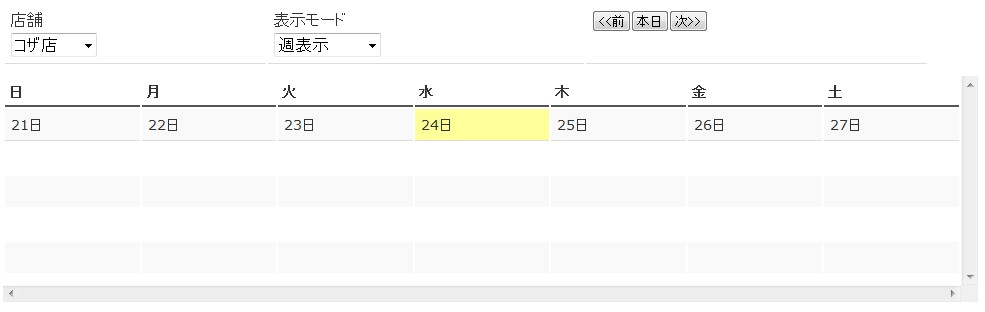 店舗 表示モード <<前 本日 次>>
コザ店 週表示
日 月 火 水 木 金 土
21日 22日 23日 24日 25日 26日 27日